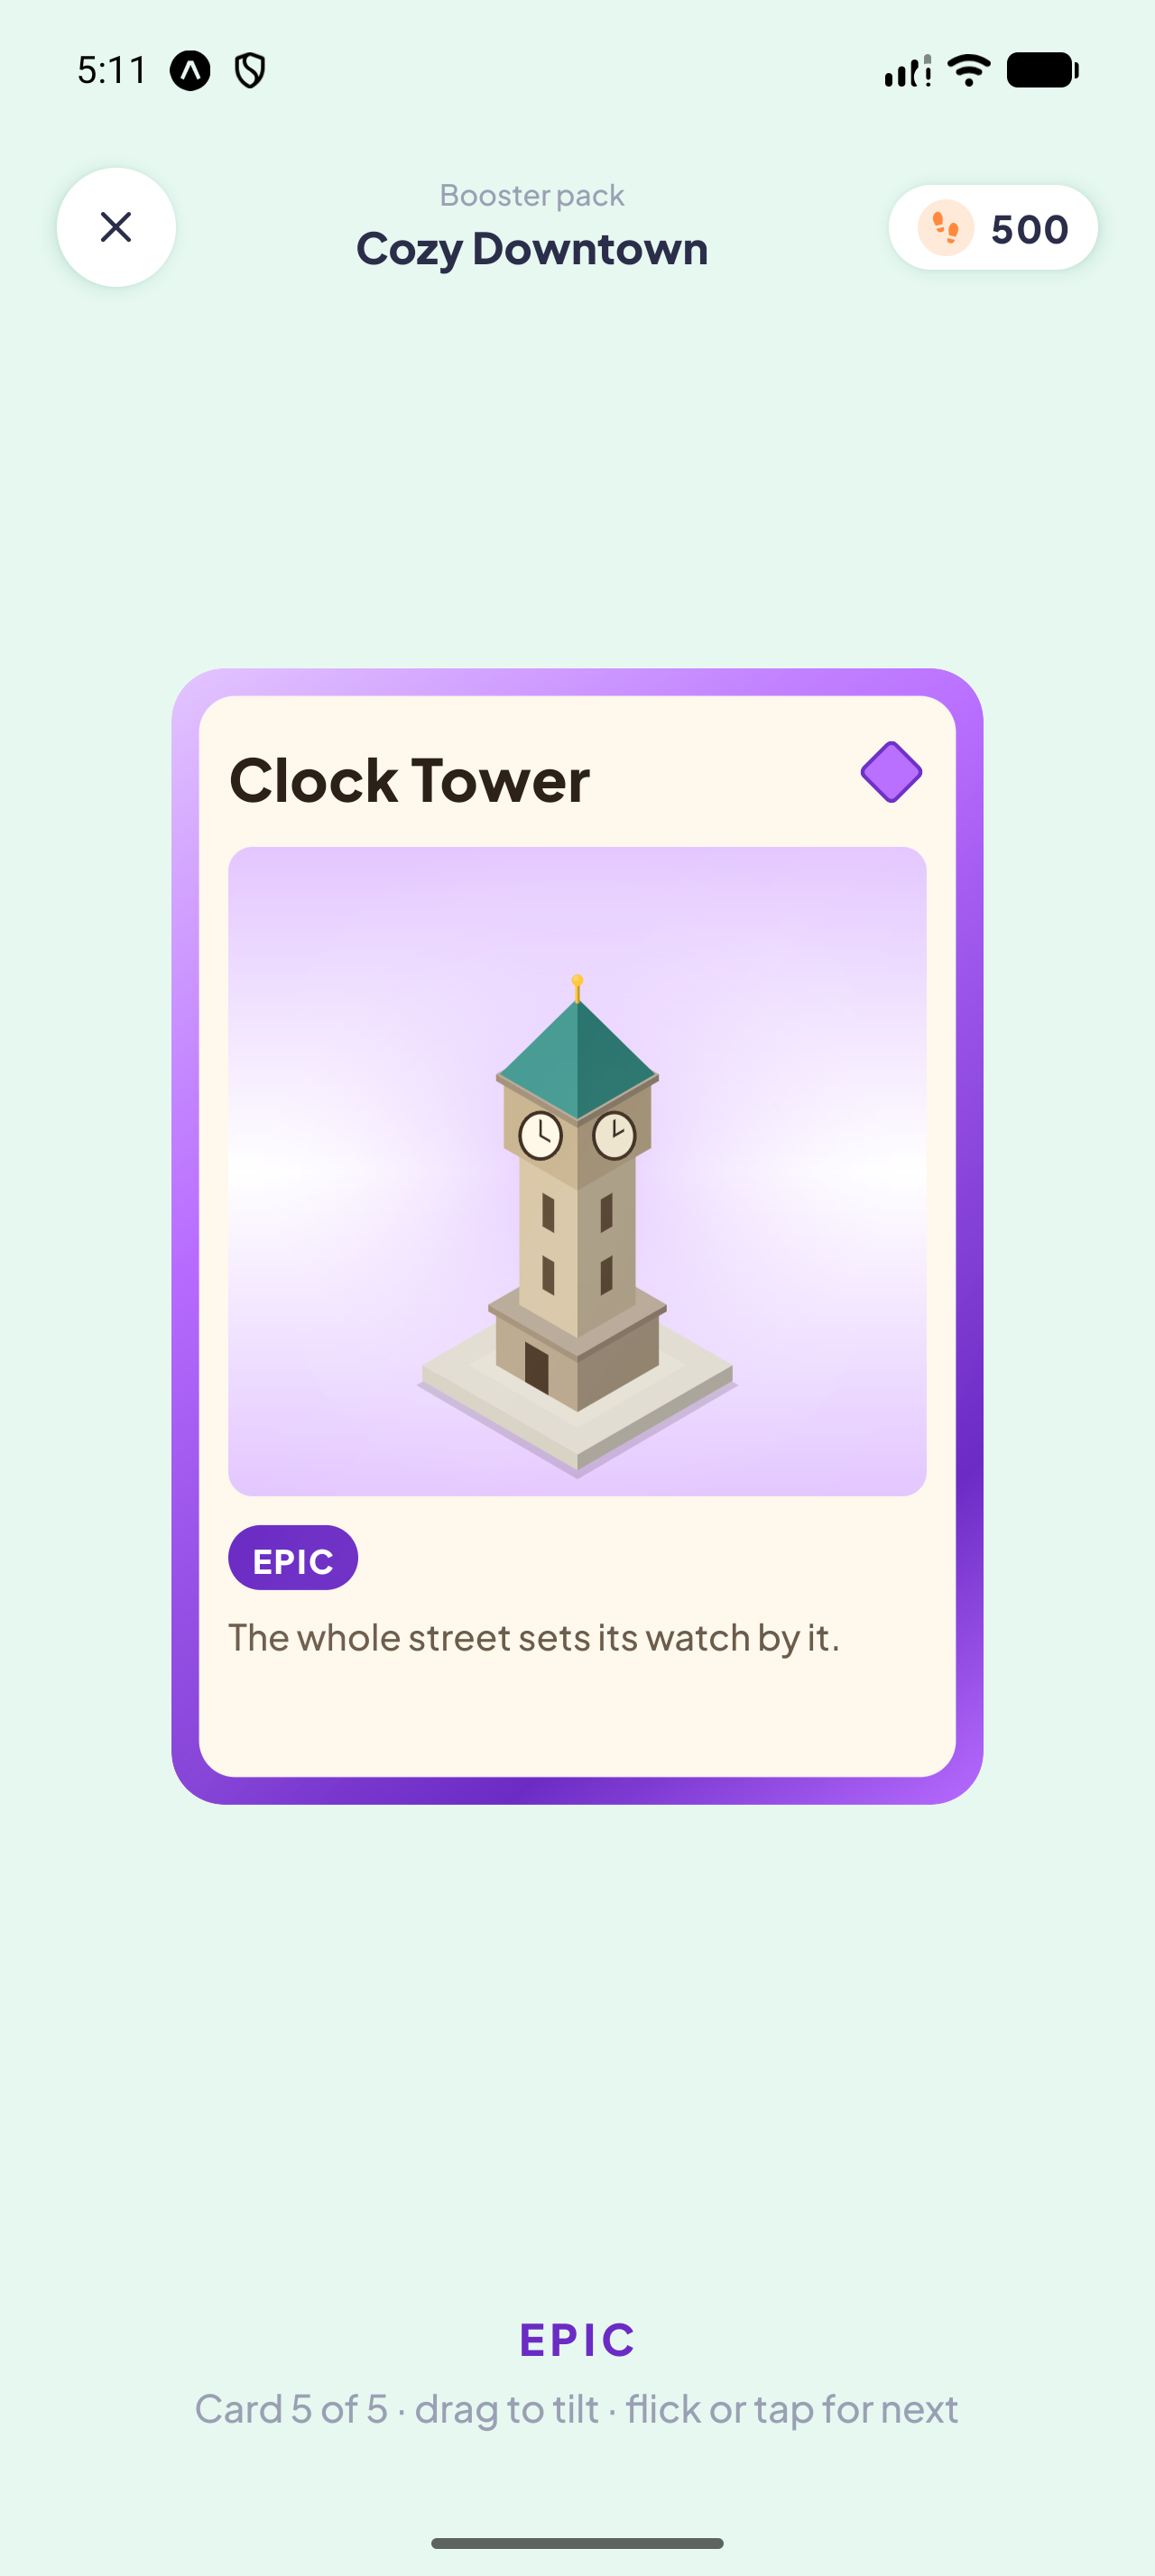 5:11
Booster pack
Cozy Downtown
500
Clock Tower
EPIC
The whole street sets its watch by it.
EPIC
Card 5 of 5 · drag to tilt · flick or tap for next